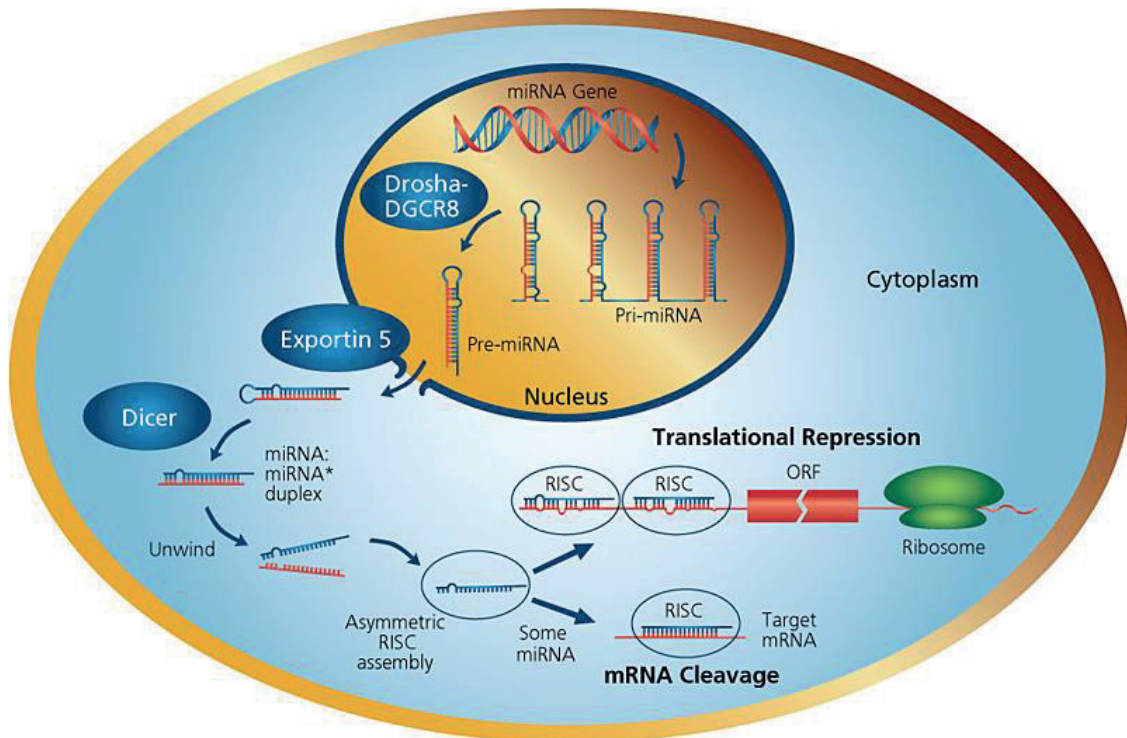 miRNA Gene
Drosha-
DGCR8
Pri-miRNA
Cytoplasm
Exportin 5
Pre-miRNA
Nucleus
Dicer
miRNA:
miRNA*
duplex
Translational Repression
RISC
RISC
ORF
Ribosome
Unwind
Asymmetric
RISC
assembly
Some
miRNA
RISC
Target
mRNA
mRNA Cleavage